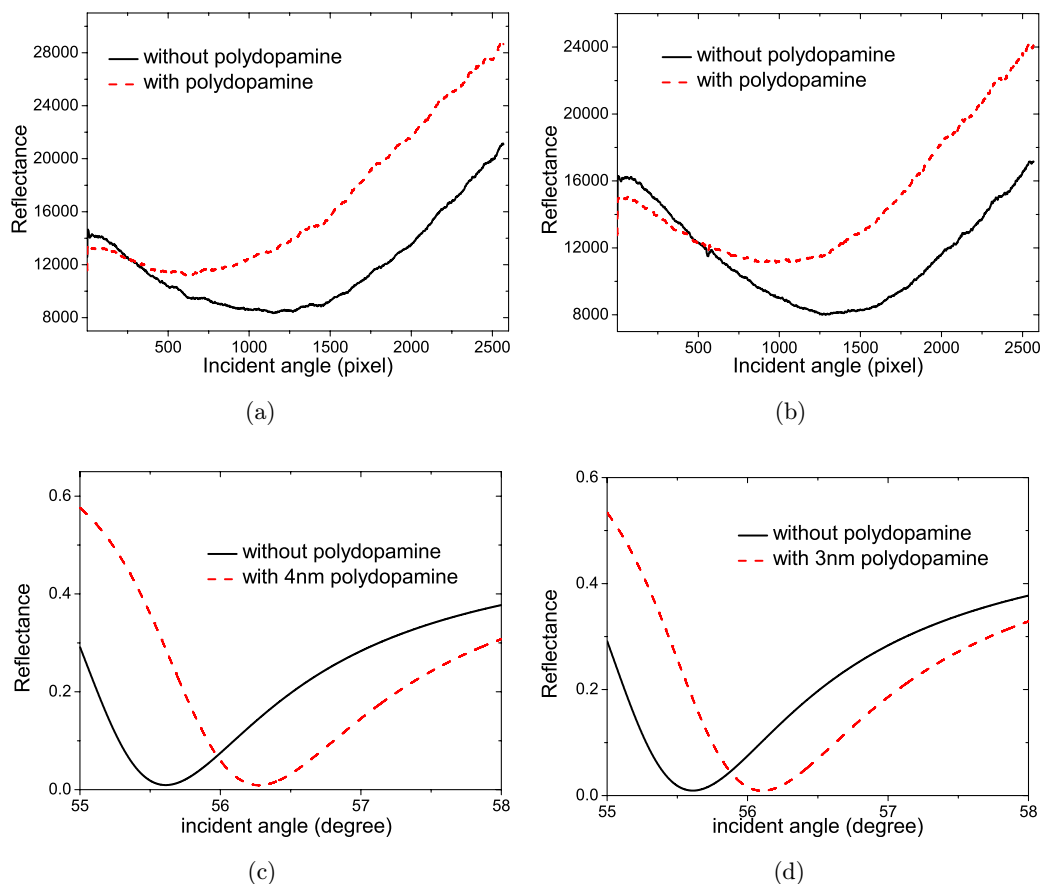 28000
24000
20000
16000
12000
8000
Reflectance
without polydopamine
with polydopamine
500
1000
1500
2000
2500
Incident angle (pixel)
(a)
24000
20000
16000
12000
8000
Reflectance
without polydopamine
with polydopamine
500
1000
1500
2000
2500
Incident angle (pixel)
(b)
0.6
0.4
0.2
0.0
Reflectance
without polydopamine
with 4nm polydopamine
55
56
57
58
incident angle (degree)
(c)
0.6
0.4
0.2
0.0
Reflectance
without polydopamine
with 3nm polydopamine
55
56
57
58
incident angle (degree)
(d)